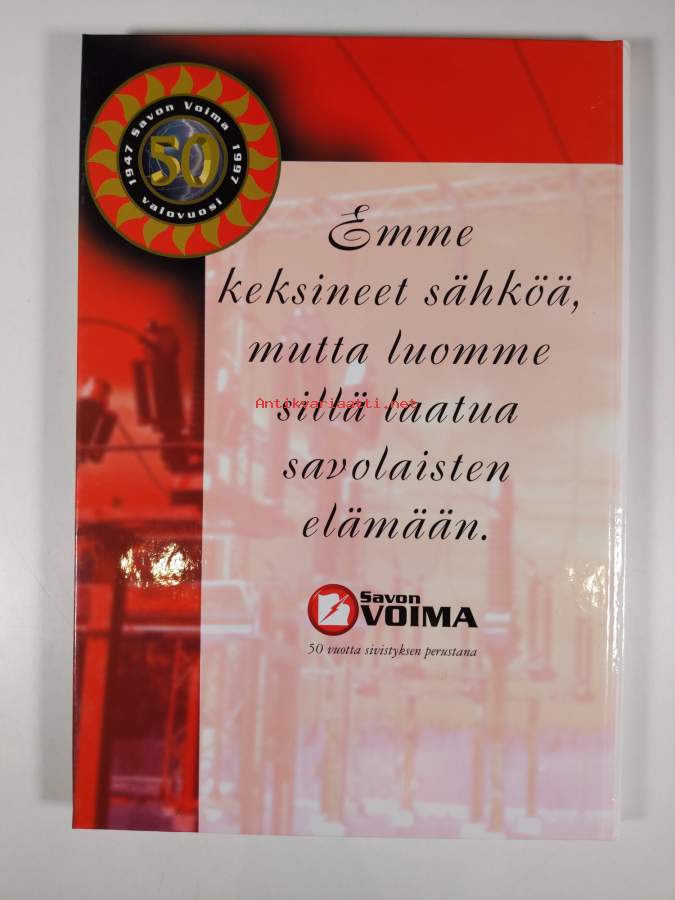 1947 Savon Voima 1997
50
valovuosi
Emme
keksineet sähköä,
mutta luomme
Antikvariaatti.net
sillä laatua
savolaisten
elämään.
Savon
VOIMA
50 vuotta sivistyksen perustana